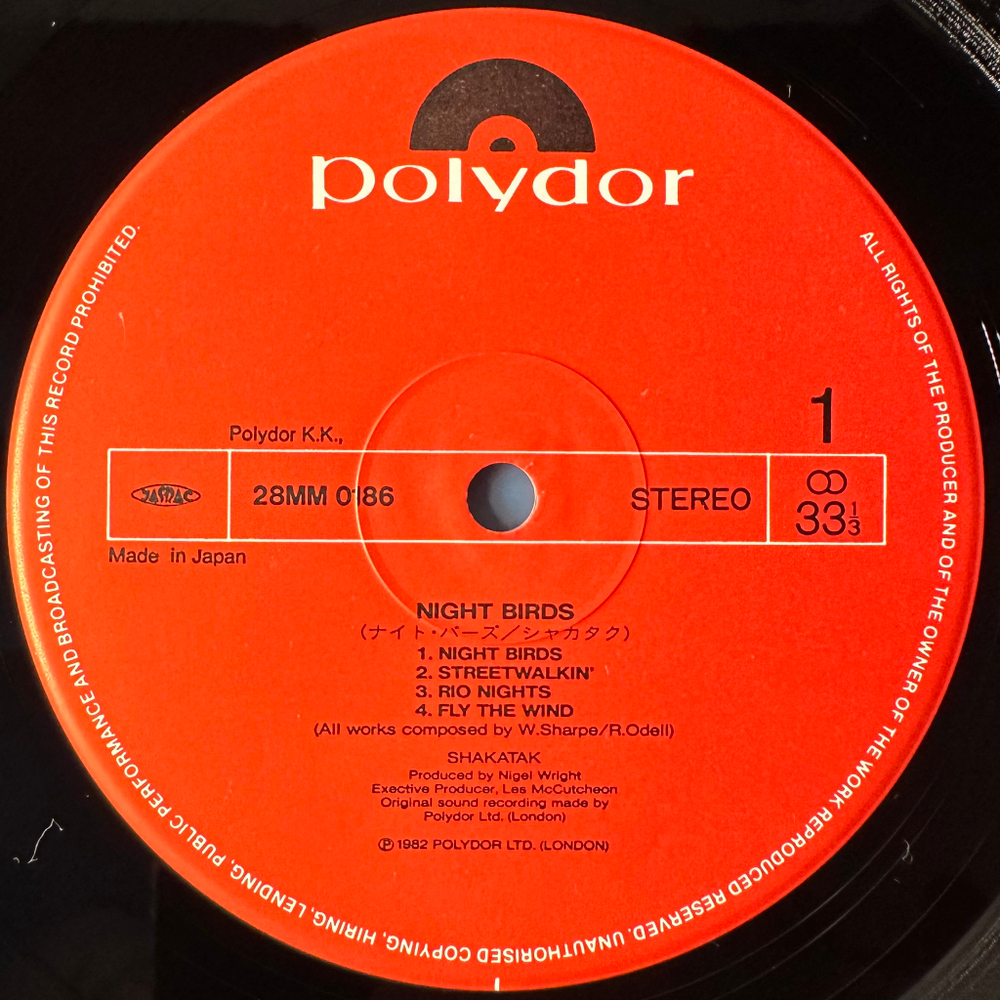 polydor
ALL RIGHTS OF THE PRODUCER AND OF THE OWNER OF THE WORK REPRODUCED RESERVED. UNAUTHORISED COPYING, HIRING, LENDING, PUBLIC PERFORMANCE AND BROADCASTING OF THIS RECORD PROHIBITED.
1
Polydor K.K.,
JASRAC
28MM 0186
STEREO
∞
33 1/3
Made in Japan
NIGHT BIRDS
(ナイト・バーズ/シャカタク)
1. NIGHT BIRDS
2. STREETWALKIN'
3. RIO NIGHTS
4. FLY THE WIND
(All works composed by W.Sharpe/R.Odell)
SHAKATAK
Produced by Nigel Wright
Exective Producer, Les McCutcheon
Original sound recording made by
Polydor Ltd. (London)
Ⓟ 1982 POLYDOR LTD. (LONDON)